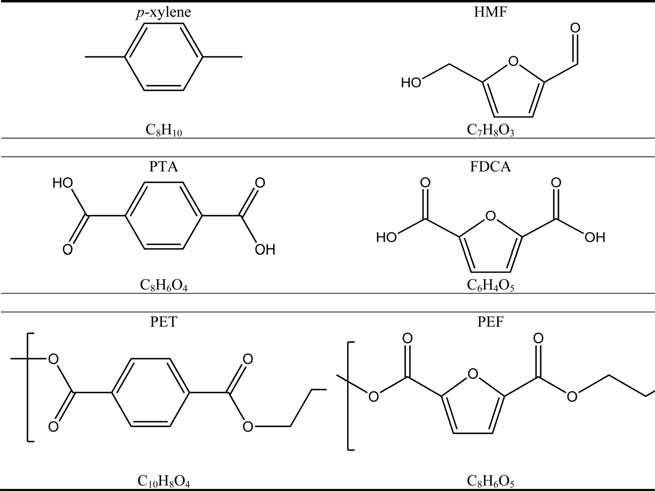 p-xylene HMF
O
O
HO
C₈H₁₀ C₇H₈O₃
PTA FDCA
HO O O O
O
O OH HO OH
C₈H₆O₄ C₆H₄O₅
PET PEF
O O O O
O
O O O O
C₁₀H₈O₄ C₈H₆O₅